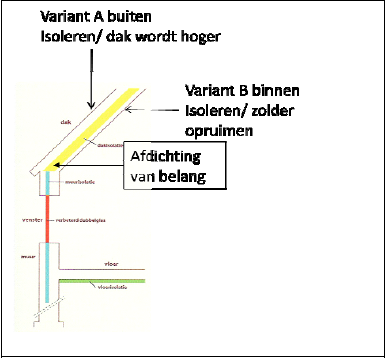 Variant A buiten
Isoleren/ dak wordt hoger
Variant B binnen
Isoleren/ zolder
opruimen
dak
dakisolatie
Afdichting
van belang
muurisolatie
venster
verbeterd dubbelglas
muur
vloer
vloerisolatie